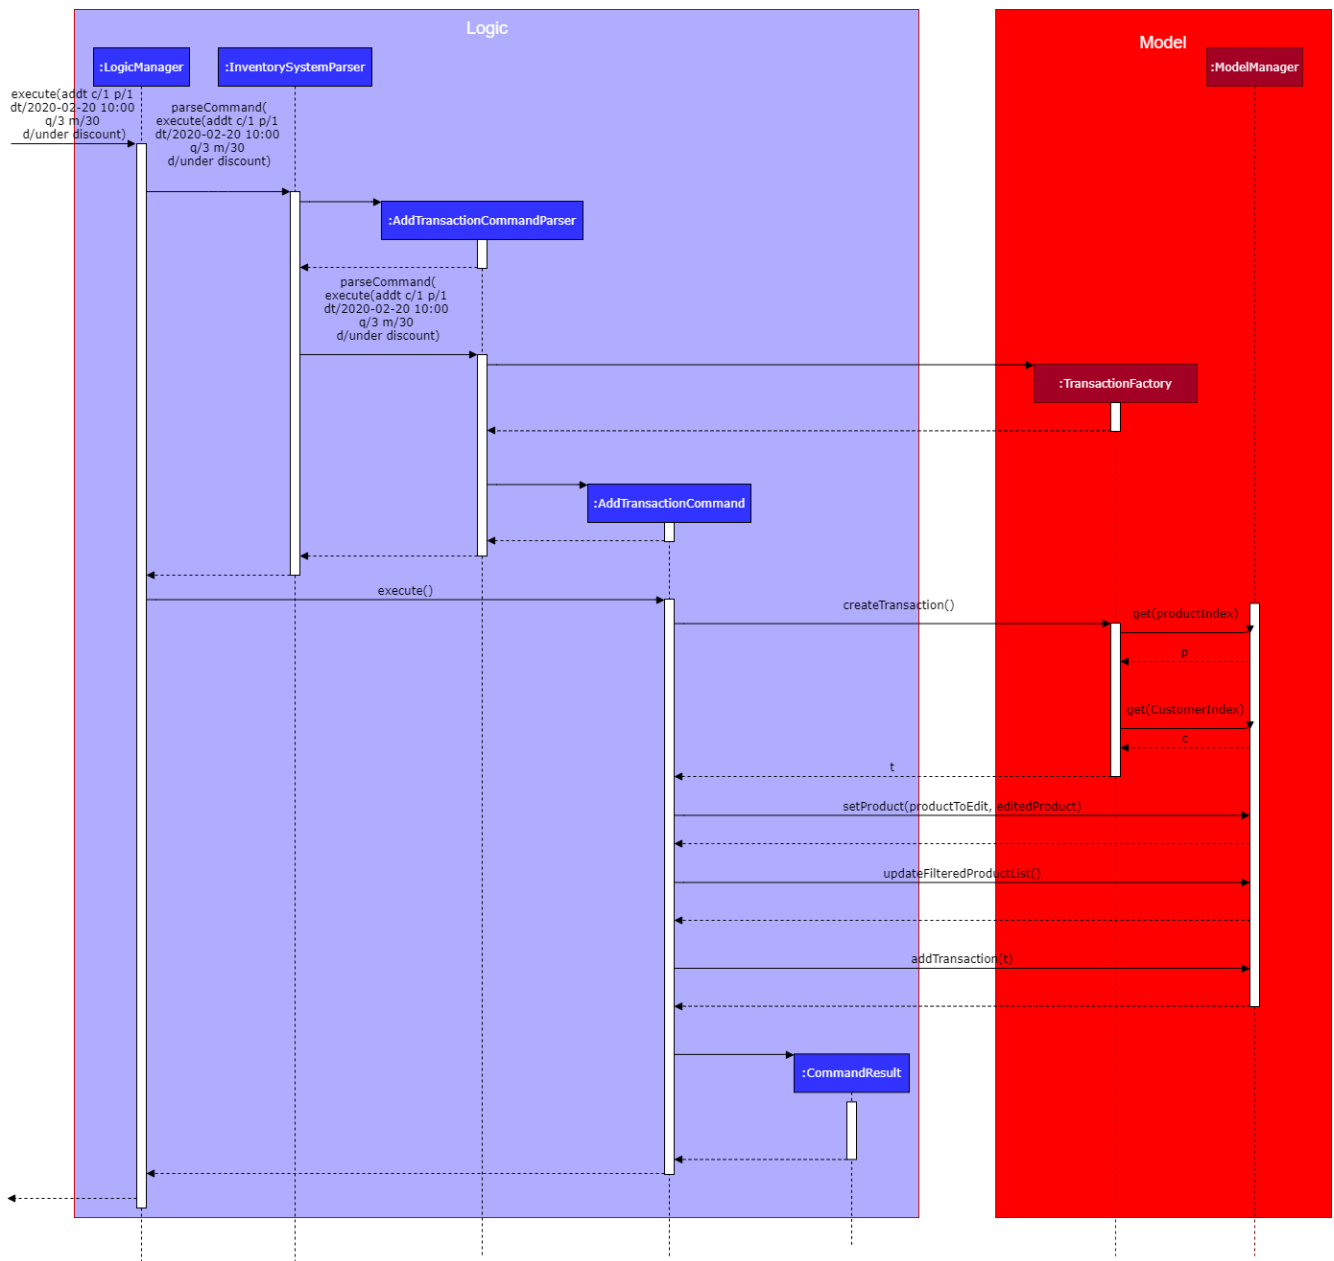 Logic
Model
:LogicManager
:InventorySystemParser
:ModelManager
execute(addt c/1 p/1
dt/2020-02-20 10:00
q/3 m/30
d/under discount)
parseCommand(
execute(addt c/1 p/1
dt/2020-02-20 10:00
q/3 m/30
d/under discount)
:AddTransactionCommandParser
parseCommand(
execute(addt c/1 p/1
dt/2020-02-20 10:00
q/3 m/30
d/under discount)
:TransactionFactory
:AddTransactionCommand
execute()
createTransaction()
get(productIndex)
p
get(CustomerIndex)
c
t
setProduct(productToEdit, editedProduct)
updateFilteredProductList()
addTransaction(t)
:CommandResult